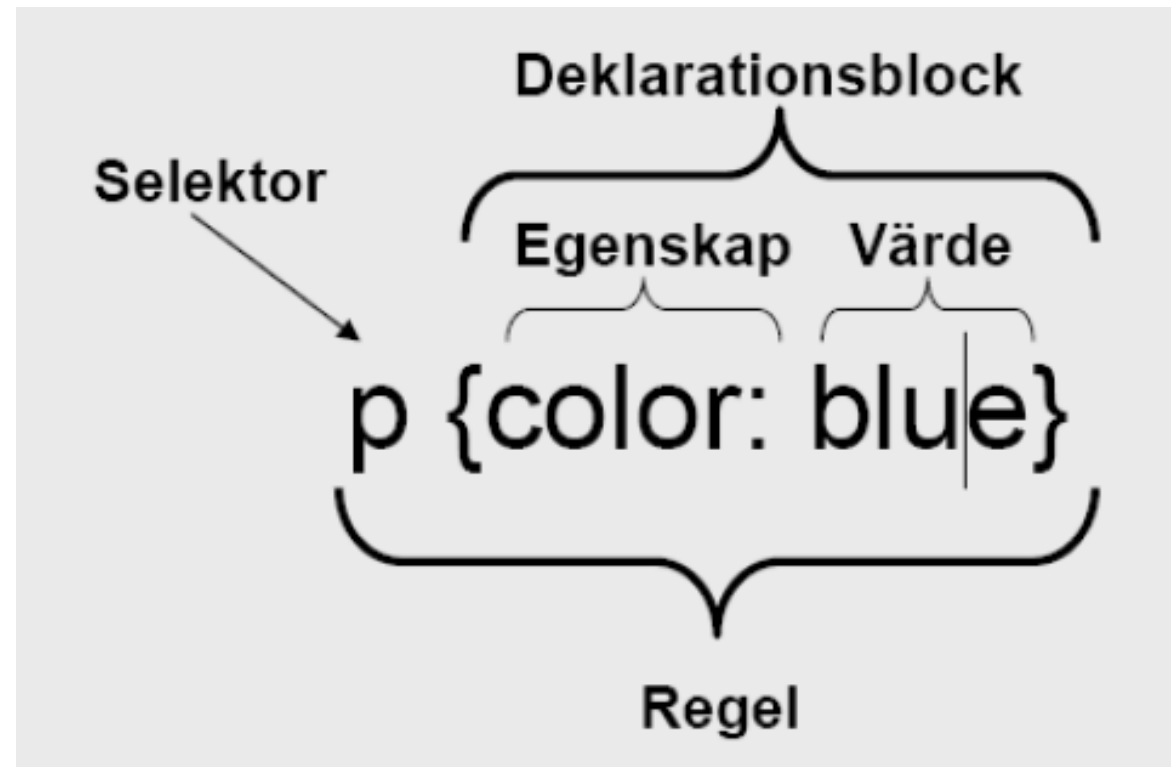 Deklarationsblock
Selektor
Egenskap Värde
p {color: blue}
Regel